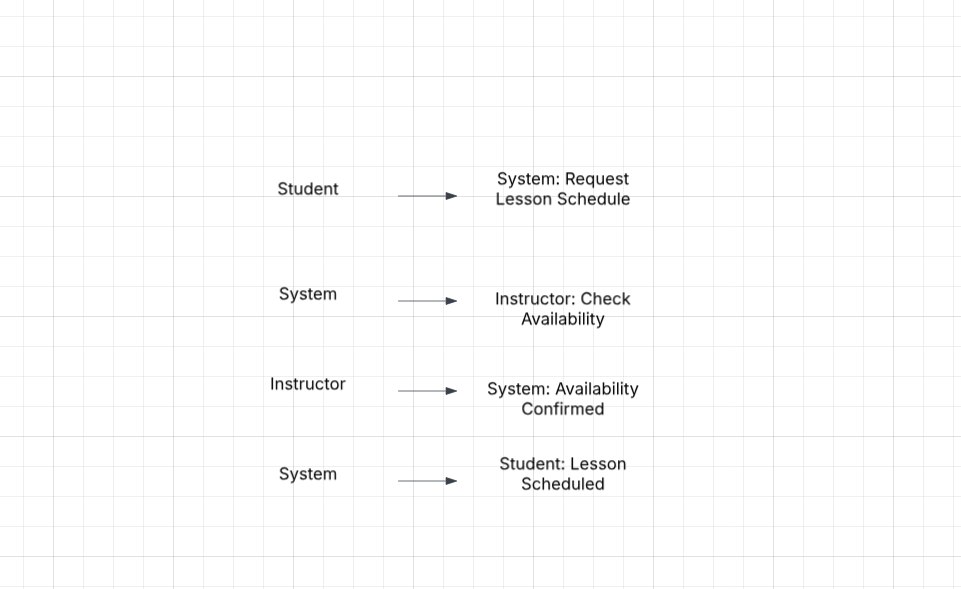 Student
System: Request
Lesson Schedule
System
Instructor: Check
Availability
Instructor
System: Availability
Confirmed
System
Student: Lesson
Scheduled